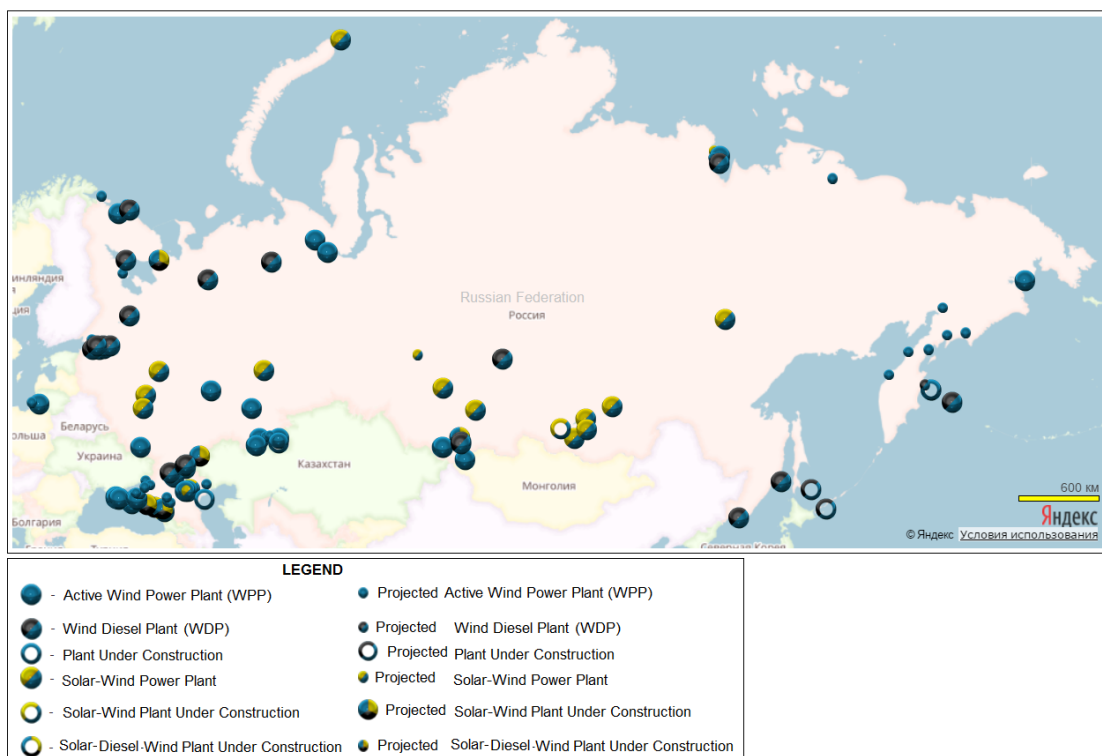 Russian Federation
Россия
инляндия
ция
Беларусь
ольша
Украина
Казахстан
Монголия
Болгария
Северная Корея
600 км
Яндекс
© Яндекс Условия использования
LEGEND
- Active Wind Power Plant (WPP)
Projected Active Wind Power Plant (WPP)
- Wind Diesel Plant (WDP)
Projected Wind Diesel Plant (WDP)
- Plant Under Construction
Projected Plant Under Construction
- Solar-Wind Power Plant
Projected Solar-Wind Power Plant
- Solar-Wind Plant Under Construction
Projected Solar-Wind Plant Under Construction
- Solar-Diesel-Wind Plant Under Construction
Projected Solar-Diesel-Wind Plant Under Construction